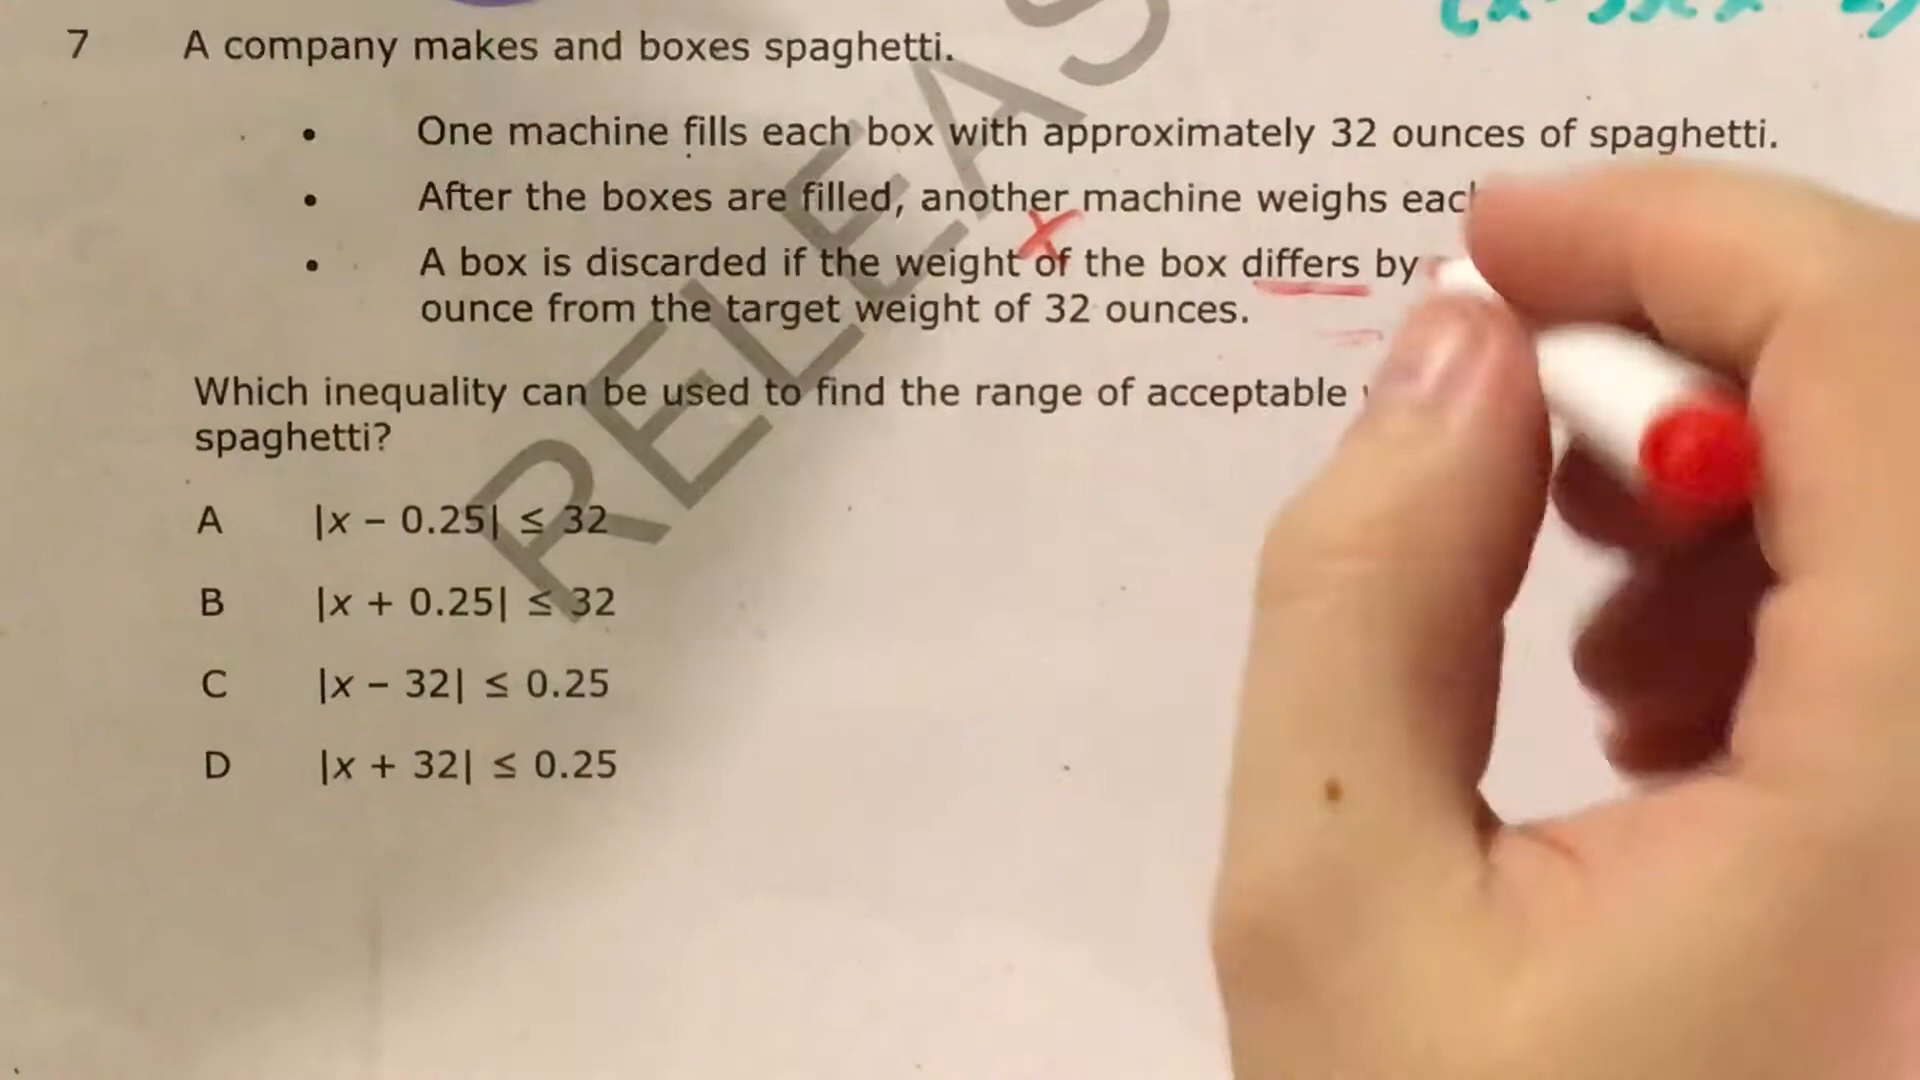 7 A company makes and boxes spaghetti.
• One machine fills each box with approximately 32 ounces of spaghetti.
• After the boxes are filled, another machine weighs
x
• A box is discarded if the weight of the box differs by
ounce from the target weight of 32 ounces.
Which inequality can be used to find the range of acceptable
spaghetti?
A |x – 0.25| ≤ 32
B |x + 0.25| ≤ 32
C |x – 32| ≤ 0.25
D |x + 32| ≤ 0.25
RELEAS